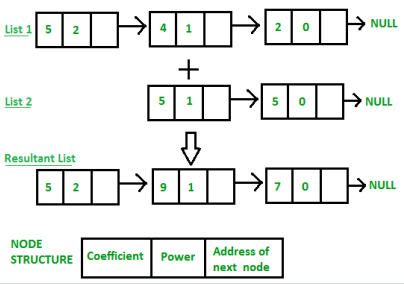 List 1 5 2 4 1 2 0 NULL
+
List 2 5 1 5 0 NULL
Resultant List
5 2 9 1 7 0 NULL
NODE STRUCTURE
Coefficient
Power
Address of
next node